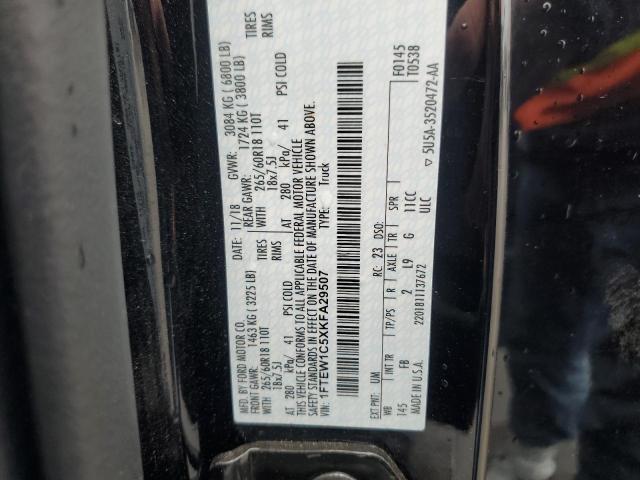 MFD. BY FORD MOTOR CO. 11/18 GVWR: 3084 KG ( 6800 LB)
FRONT GAWR: 1463 KG ( 3225 LB) REAR GAWR: 1724 KG ( 3800 LB)
WITH 265/60R18 110T TIRES WITH 265/60R18 110T TIRES
18x7.5J RIMS 18x7.5J RIMS
AT 280 kPa/ 41 PSI COLD AT 280 kPa/ 41 PSI COLD
THIS VEHICLE CONFORMS TO ALL APPLICABLE FEDERAL MOTOR VEHICLE
SAFETY STANDARDS IN EFFECT ON THE DATE OF MANUFACTURE SHOWN ABOVE.
VIN: 1FTEW1C5XKFA29507 TYPE: Truck
F0145
T0538
EXT PNT: UM RC: 23 DSO:
WB INT TR TP/PS R AXLE TR SPR
145 FB 2 L9 G 11CC
MADE IN U.S.A. 2201811137672 ULC
▽ 5U5A-3520472-AA